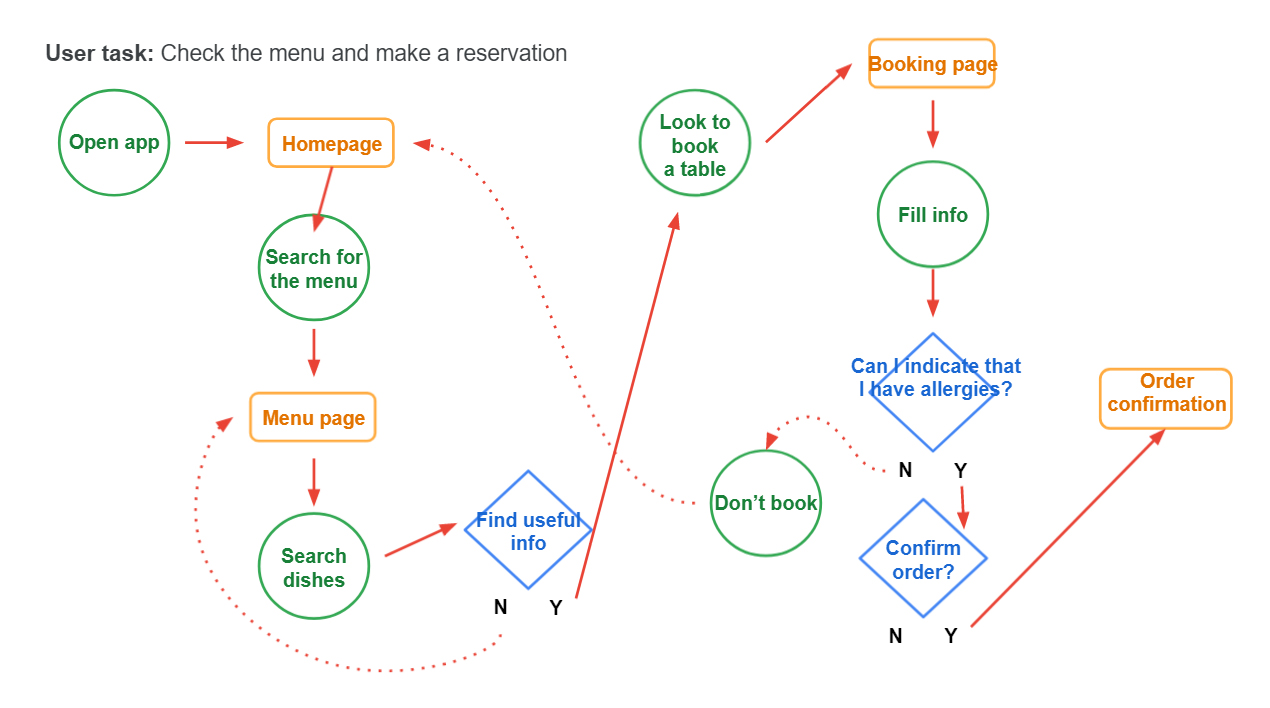 User task: Check the menu and make a reservation
Open app
Homepage
Search for
the menu
Menu page
Search
dishes
Find useful
info
N
Y
Look to
book
a table
Booking page
Fill info
Can I indicate that
I have allergies?
N
Y
Don’t book
Confirm
order?
N
Y
Order
confirmation